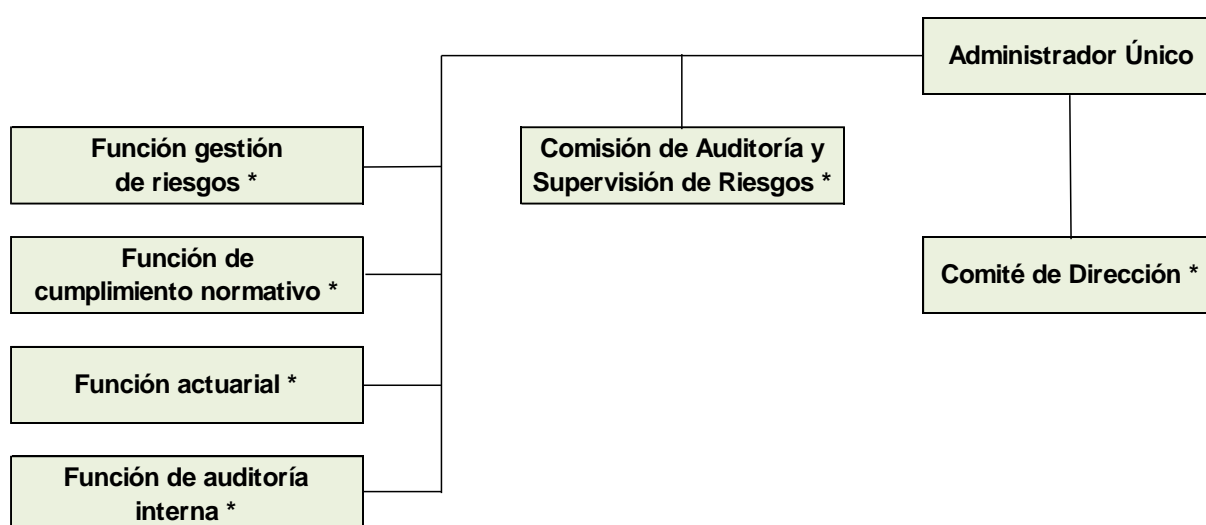 Administrador Único
Función gestión
de riesgos *
Comisión de Auditoría y
Supervisión de Riesgos *
Función de
cumplimiento normativo *
Comité de Dirección *
Función actuarial *
Función de auditoría
interna *